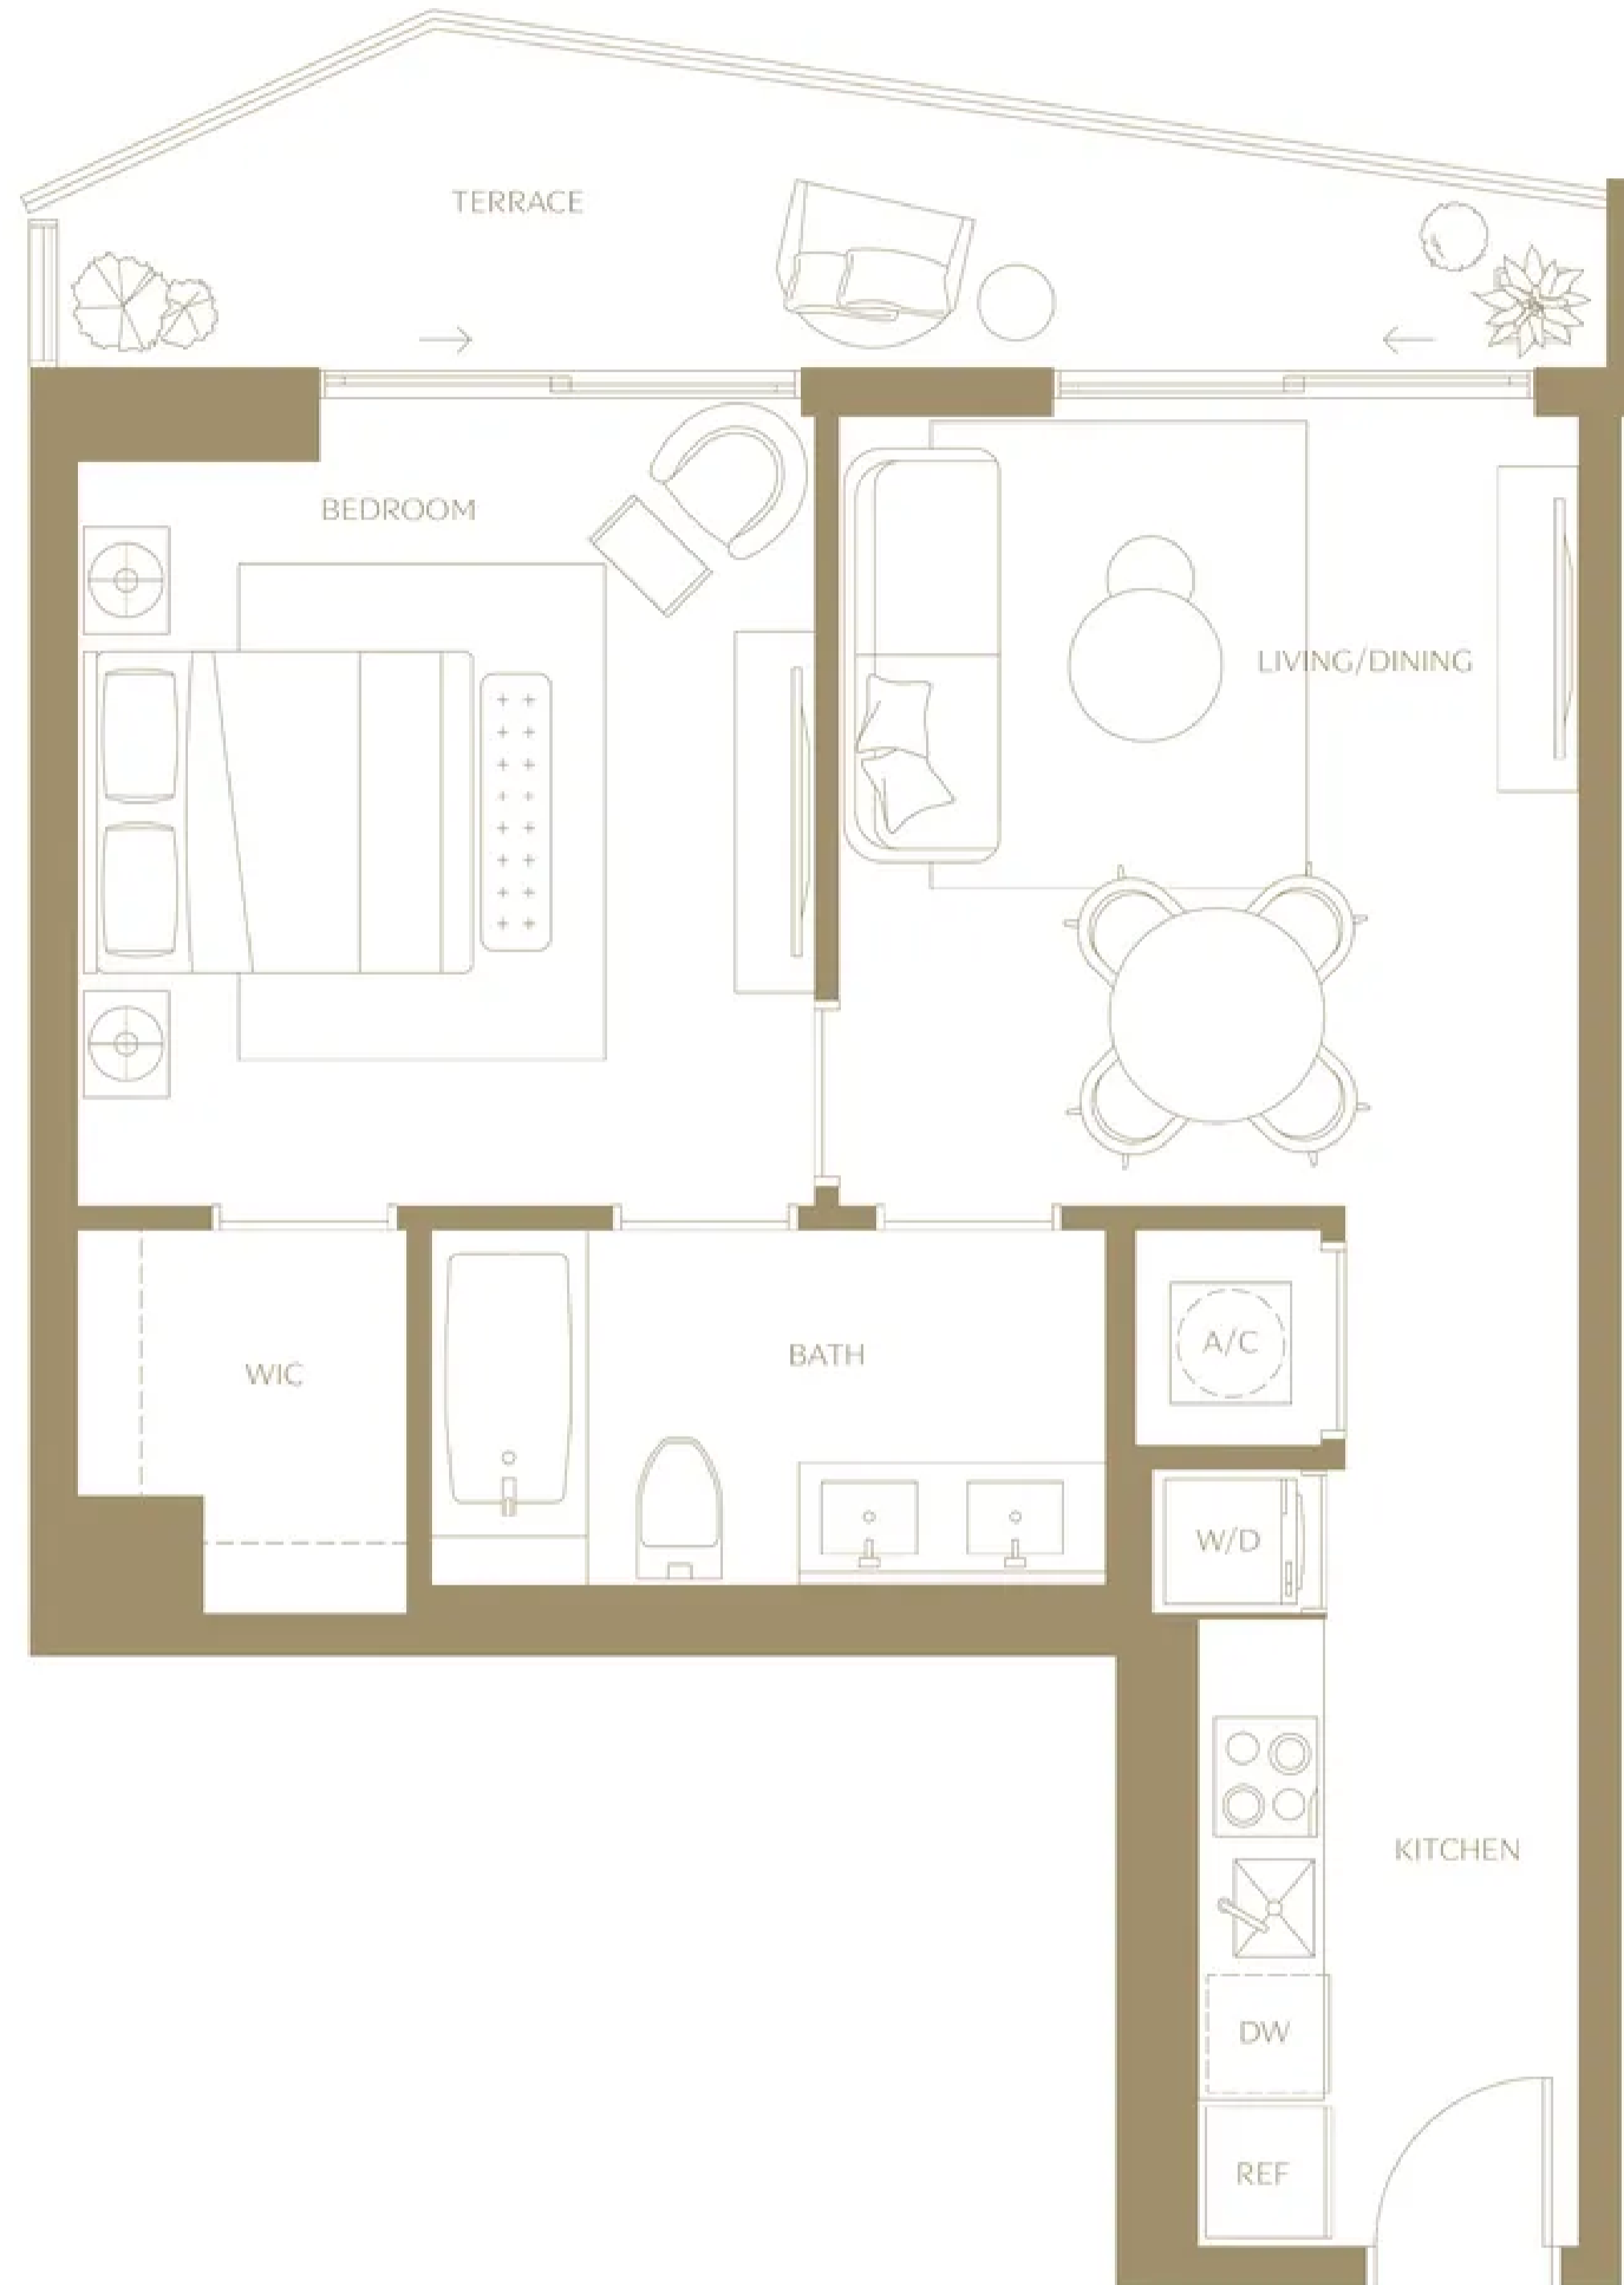 TERRACE
BEDROOM
LIVING/DINING
A/C
BATH
WIC
W/D
KITCHEN
DW
REF